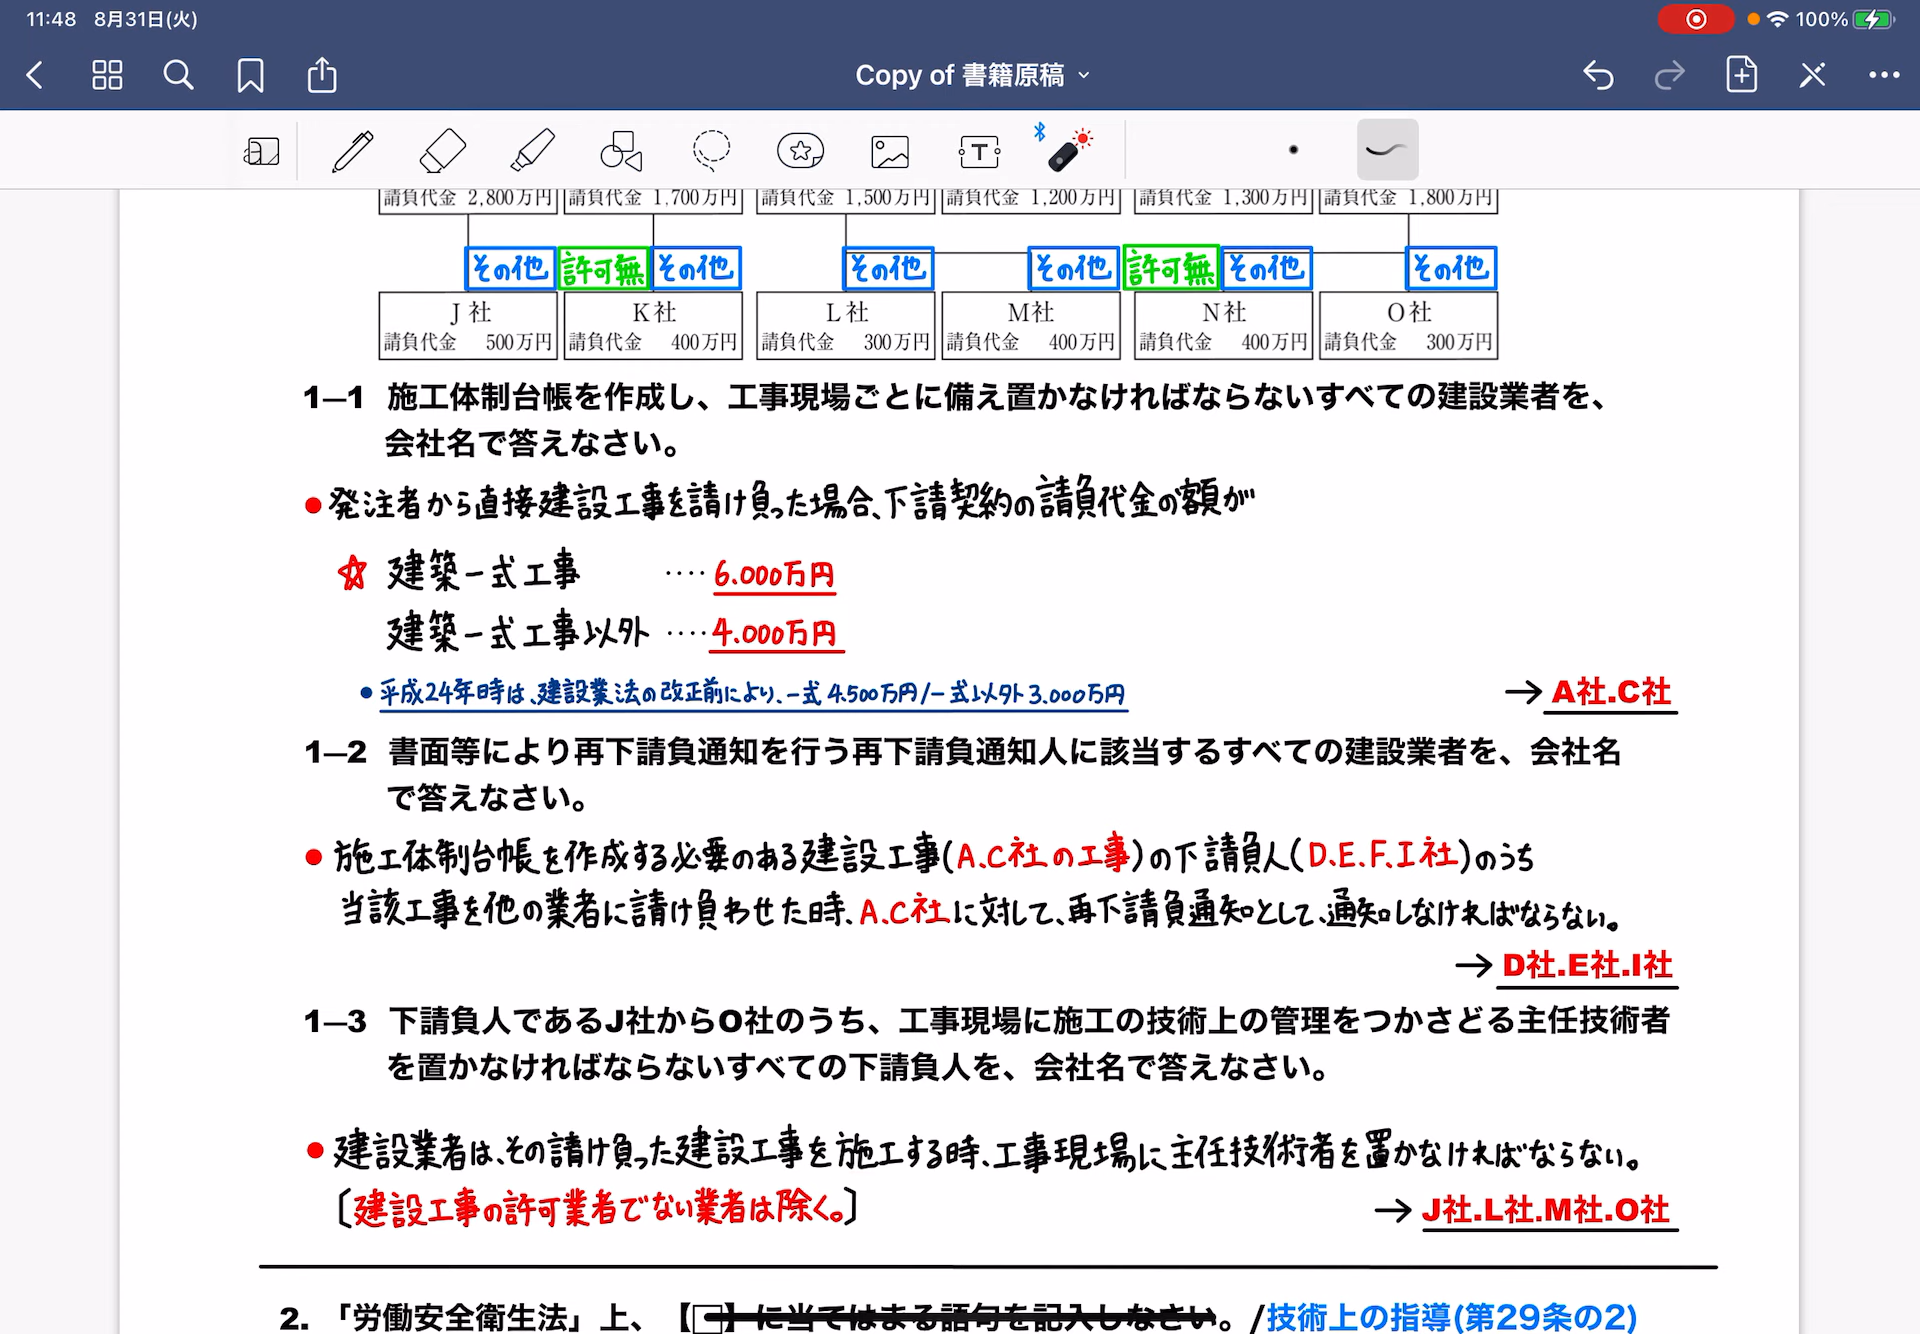 11:48 8月31日(火) 100%
Copy of 書籍原稿
請負代金 2,800万円 請負代金 1,700万円 請負代金 1,500万円 請負代金 1,200万円 請負代金 1,300万円 請負代金 1,800万円
その他 許可無 その他 その他 その他 許可無 その他 その他
J社 K社 L社 M社 N社 O社
請負代金 500万円 請負代金 400万円 請負代金 300万円 請負代金 400万円 請負代金 400万円 請負代金 300万円
1―1 施工体制台帳を作成し、工事現場ごとに備え置かなければならないすべての建設業者を、
会社名で答えなさい。
●発注者から直接建設工事を請け負った場合、下請契約の請負代金の額が
☆ 建築一式工事 ････6.000万円
建築一式工事以外 ････4.000万円
●平成24年時は、建設業法の改正前により、一式4.500万円/一式以外3.000万円
→A社.C社
1―2 書面等により再下請負通知を行う再下請負通知人に該当するすべての建設業者を、会社名
で答えなさい。
●施工体制台帳を作成する必要のある建設工事(A.C社の工事)の下請負人(D.E.F.I社)のうち
当該工事を他の業者に請け負わせた時、A.C社に対して、再下請負通知として、通知しなければならない。
→D社.E社.I社
1―3 下請負人であるJ社からO社のうち、工事現場に施工の技術上の管理をつかさどる主任技術者
を置かなければならないすべての下請負人を、会社名で答えなさい。
●建設業者は、その請け負った建設工事を施工する時、工事現場に主任技術者を置かなければならない。
〔建設工事の許可業者でない業者は除く。〕
→J社.L社.M社.O社
2. 「労働安全衛生法」上、【□】に当てはまる語句を記入しなさい。/技術上の指導(第29条の2)